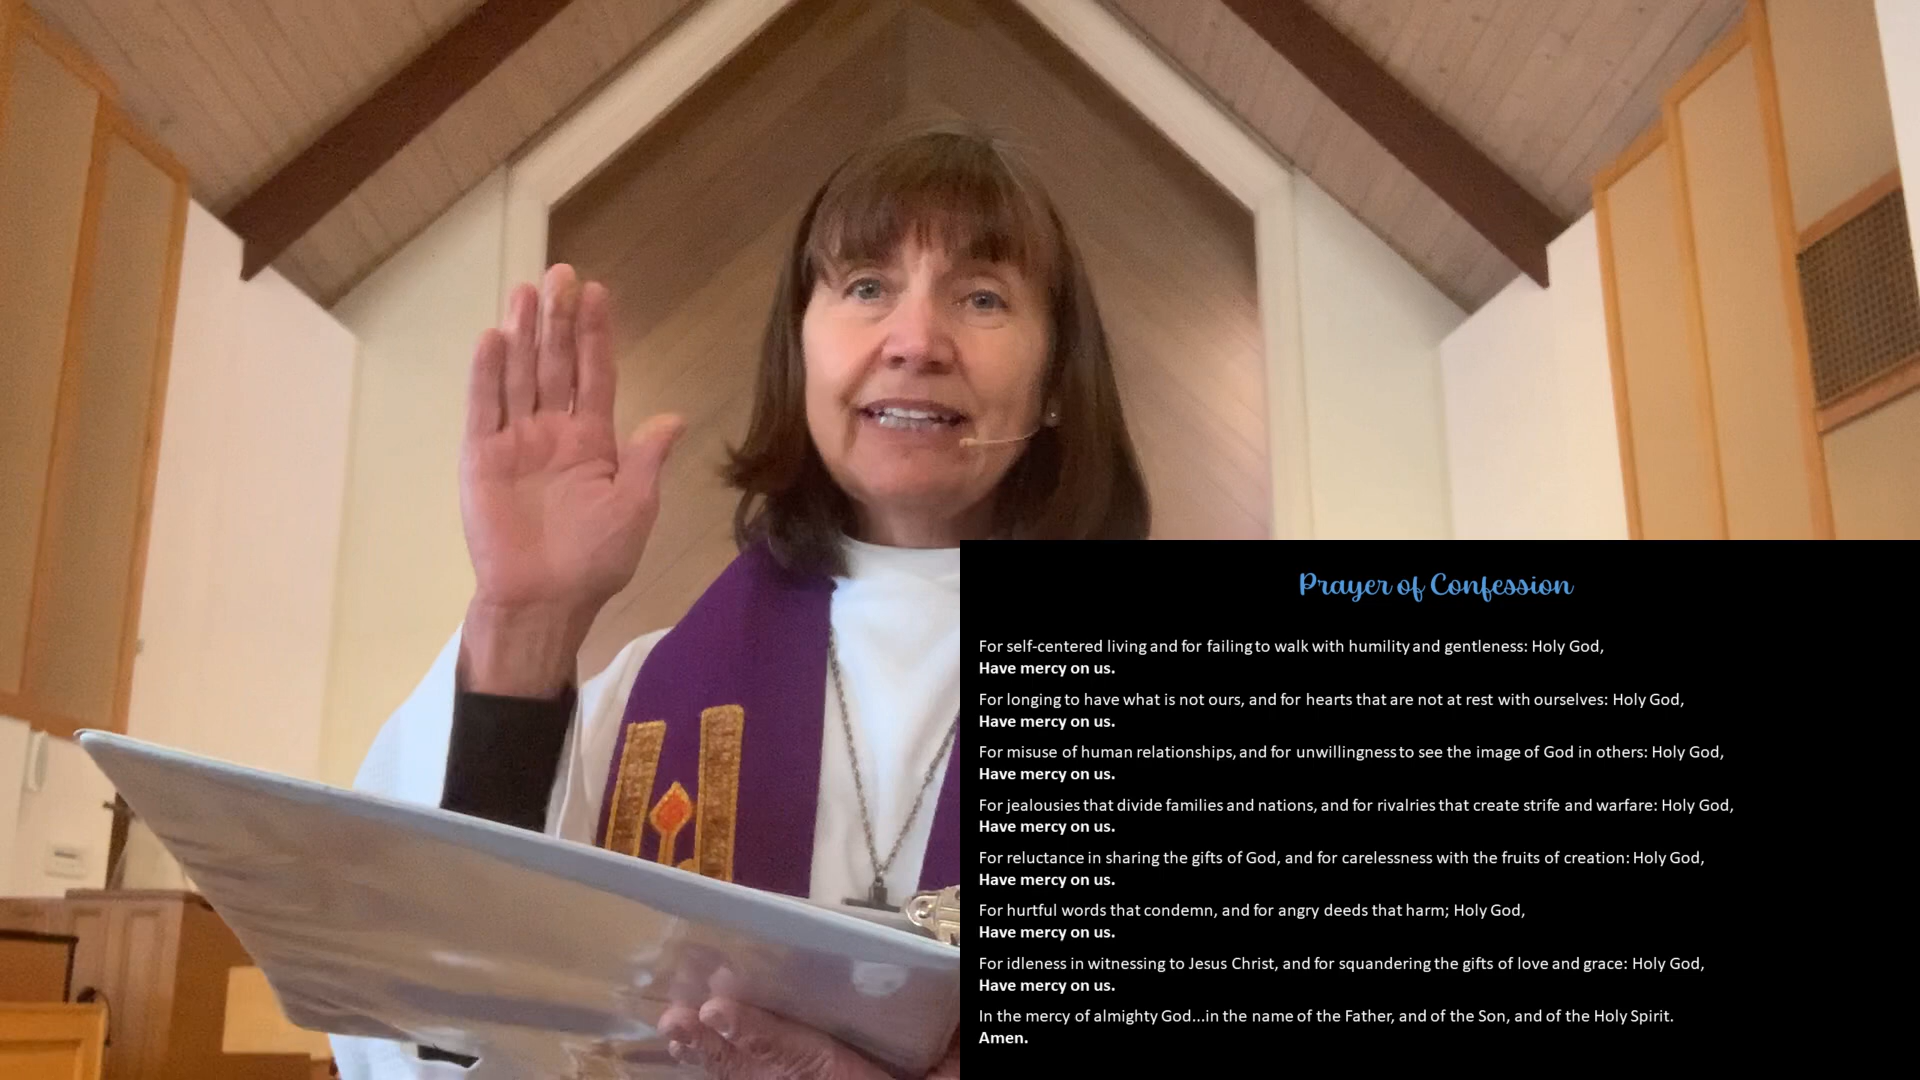 Prayer of Confession
For self-centered living and for failing to walk with humility and gentleness: Holy God,
Have mercy on us.
For longing to have what is not ours, and for hearts that are not at rest with ourselves: Holy God,
Have mercy on us.
For misuse of human relationships, and for unwillingness to see the image of God in others: Holy God,
Have mercy on us.
For jealousies that divide families and nations, and for rivalries that create strife and warfare: Holy God,
Have mercy on us.
For reluctance in sharing the gifts of God, and for carelessness with the fruits of creation: Holy God,
Have mercy on us.
For hurtful words that condemn, and for angry deeds that harm; Holy God,
Have mercy on us.
For idleness in witnessing to Jesus Christ, and for squandering the gifts of love and grace: Holy God,
Have mercy on us.
In the mercy of almighty God...in the name of the Father, and of the Son, and of the Holy Spirit.
Amen.